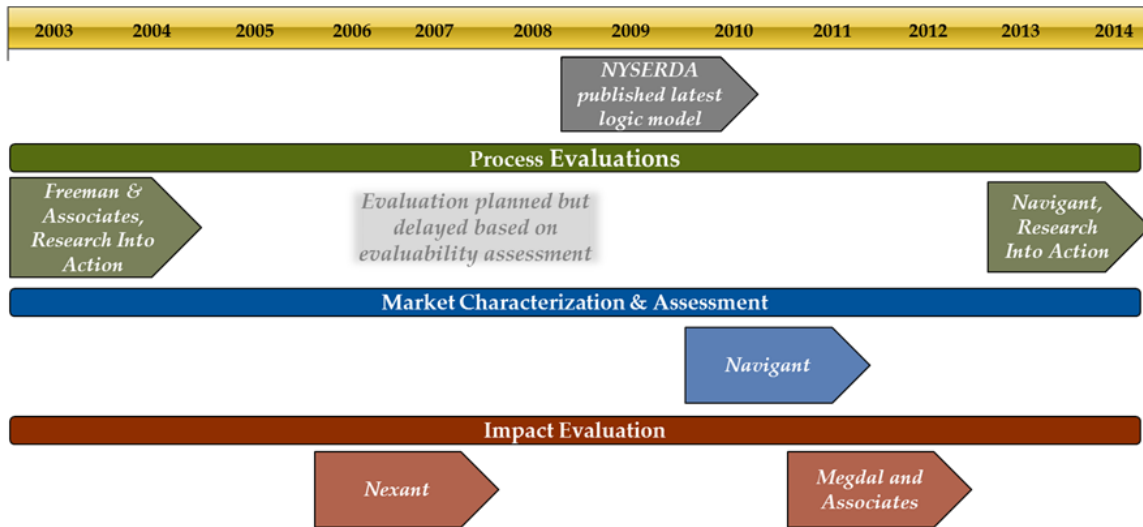 2003 2004 2005 2006 2007 2008 2009 2010 2011 2012 2013 2014
NYSERDA
published latest
logic model
Process Evaluations
Freeman &
Associates,
Research Into
Action
Evaluation planned but
delayed based on
evaluability assessment
Navigant,
Research
Into Action
Market Characterization & Assessment
Navigant
Impact Evaluation
Nexant
Megdal and
Associates